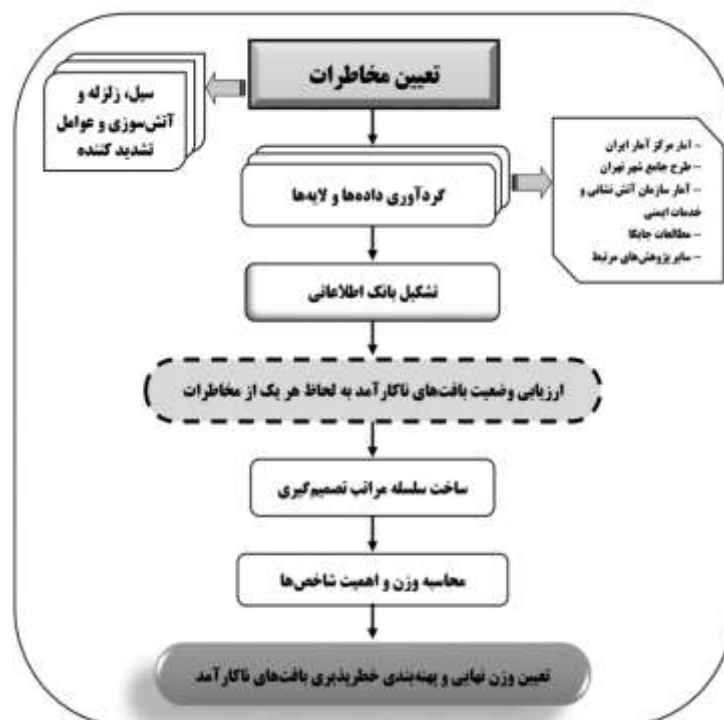 تعیین مخاطرات
سیل، زلزله و
آتش‌سوزی و عوامل
تشدید کننده
گردآوری داده‌ها و لایه‌ها
– آمار مرکز آمار ایران
– طرح جامع شهر تهران
– آمار سازمان آتش نشانی و
خدمات ایمنی
– مطالعات جایکا
– سایر پژوهش‌های مرتبط
تشکیل بانک اطلاعاتی
ارزیابی وضعیت بافت‌های ناکارآمد به لحاظ هر یک از مخاطرات
ساخت سلسله مراتب تصمیم‌گیری
محاسبه وزن و اهمیت شاخص‌ها
تعیین وزن نهایی و پهنه‌بندی خطرپذیری بافت‌های ناکارآمد